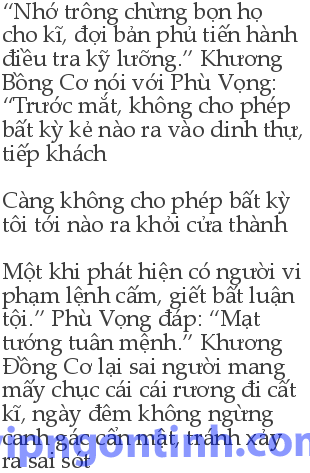 “Nhớ trông chừng bọn họ
cho kĩ, đợi bản phủ tiến hành
điều tra kỹ lưỡng.” Khương
Bồng Cơ nói với Phù Vọng:
“Trước mắt, không cho phép
bất kỳ kẻ nào ra vào dinh thự,
tiếp khách
Càng không cho phép bất kỳ
tôi tới nào ra khỏi cửa thành
Một khi phát hiện có người vi
phạm lệnh cấm, giết bất luận
tội.” Phù Vọng đáp: “Mạt
tướng tuân mệnh.” Khương
Đồng Cơ lại sai người mang
mấy chục cái cái rương đi cất
kĩ, ngày đêm không ngừng
canh gác cẩn mật, tránh xảy
ra sai sót